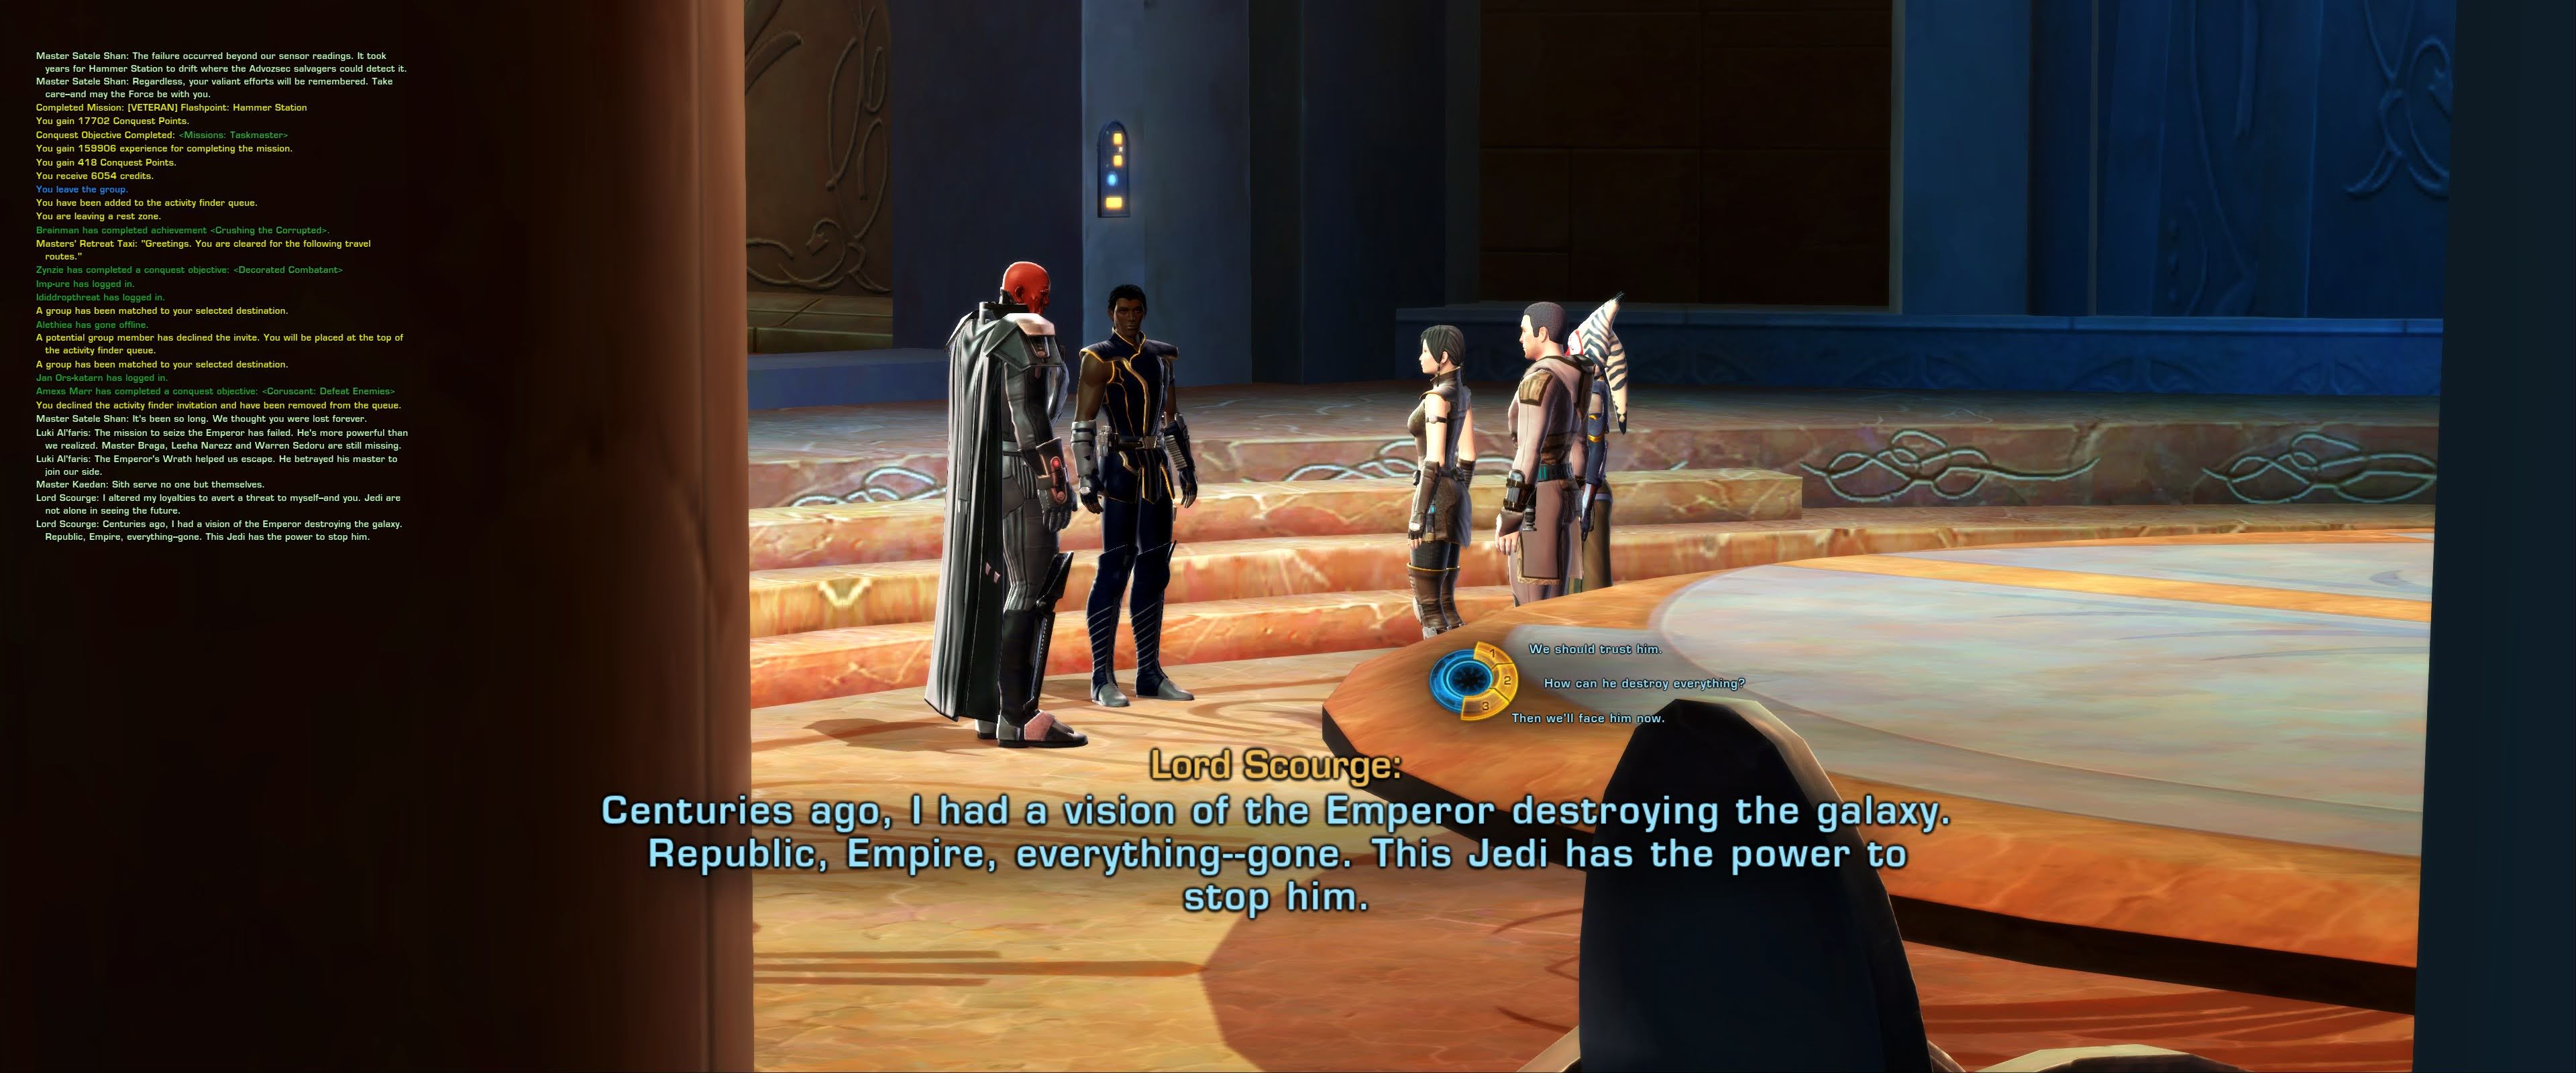 Master Satele Shan: The failure occurred beyond our sensor readings. It took
years for Hammer Station to drift where the Advozsec salvagers could detect it.
Master Satele Shan: Regardless, your valiant efforts will be remembered. Take
care--and may the Force be with you.
Completed Mission: [VETERAN] Flashpoint: Hammer Station
You gain 17702 Conquest Points.
Conquest Objective Completed: <Missions: Taskmaster>
You gain 159906 experience for completing the mission.
You gain 418 Conquest Points.
You receive 6054 credits.
You leave the group.
You have been added to the activity finder queue.
You are leaving a rest zone.
Brainman has completed achievement <Crushing the Corrupted>.
Masters' Retreat Taxi: "Greetings. You are cleared for the following travel
routes."
Zynzie has completed a conquest objective: <Decorated Combatant>
Imp-ure has logged in.
Ididdropthreat has logged in.
A group has been matched to your selected destination.
Alethiea has gone offline.
A potential group member has declined the invite. You will be placed at the top of
the activity finder queue.
A group has been matched to your selected destination.
Jan Ors-katarn has logged in.
Amexs Marr has completed a conquest objective: <Coruscant: Defeat Enemies>
You declined the activity finder invitation and have been removed from the queue.
Master Satele Shan: It's been so long. We thought you were lost forever.
Luki Al'faris: The mission to seize the Emperor has failed. He's more powerful than
we realized. Master Braga, Leeha Narezz and Warren Sedoru are still missing.
Luki Al'faris: The Emperor's Wrath helped us escape. He betrayed his master to
join our side.
Master Kaedan: Sith serve no one but themselves.
Lord Scourge: I altered my loyalties to avert a threat to myself--and you. Jedi are
not alone in seeing the future.
Lord Scourge: Centuries ago, I had a vision of the Emperor destroying the galaxy.
Republic, Empire, everything--gone. This Jedi has the power to stop him.
1 We should trust him.
2 How can he destroy everything?
3 Then we'll face him now.
Lord Scourge:
Centuries ago, I had a vision of the Emperor destroying the galaxy.
Republic, Empire, everything--gone. This Jedi has the power to
stop him.